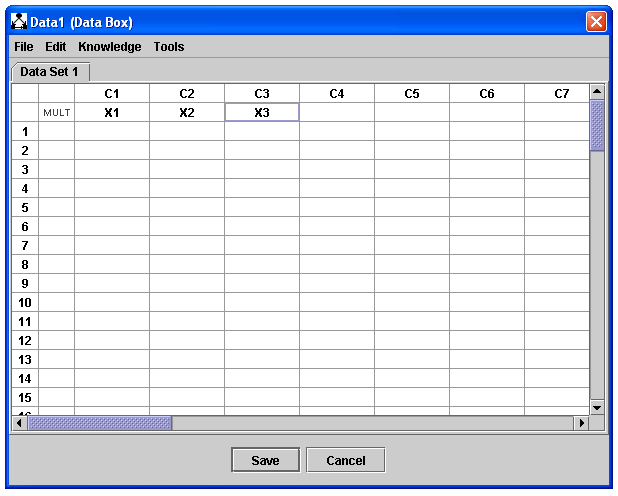 Data1 (Data Box)
File Edit Knowledge Tools
Data Set 1
C1 C2 C3 C4 C5 C6 C7
MULT X1 X2 X3
1
2
3
4
5
6
7
8
9
10
11
12
13
14
15
16
Save Cancel